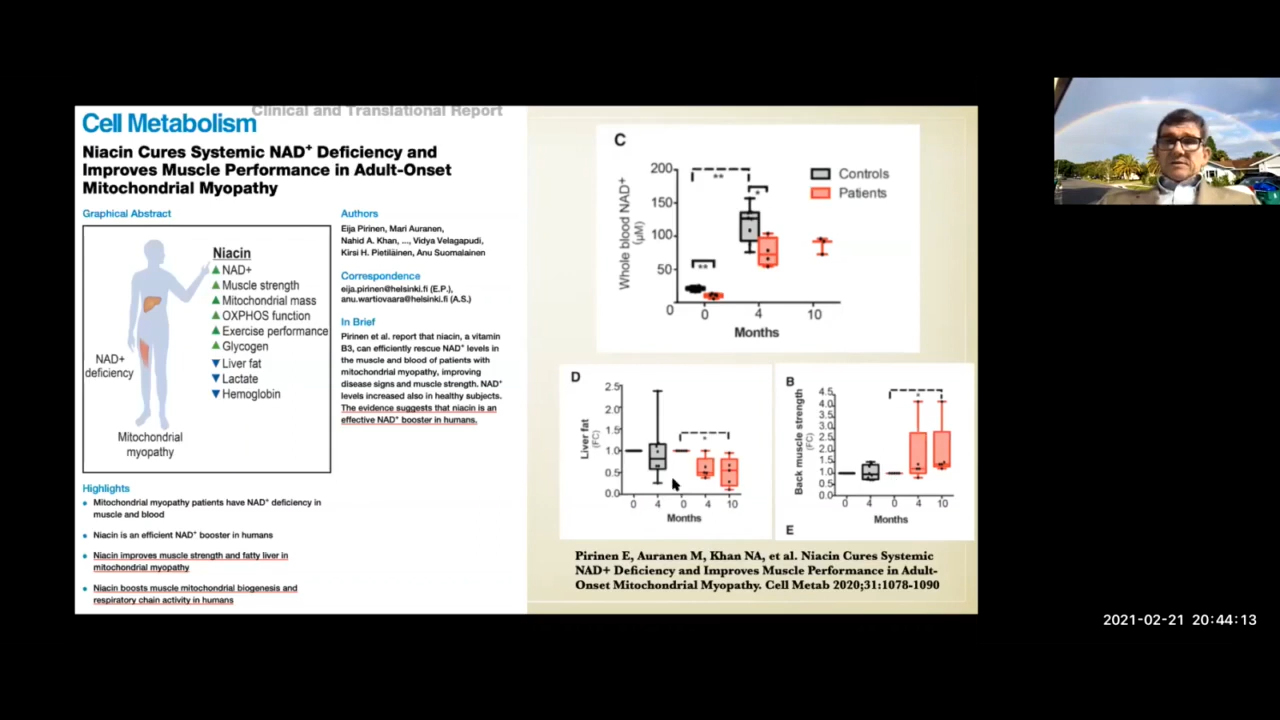 Clinical and Translational Report
Cell Metabolism
Niacin Cures Systemic NAD⁺ Deficiency and
Improves Muscle Performance in Adult-Onset
Mitochondrial Myopathy
Graphical Abstract
Niacin
NAD+
Muscle strength
Mitochondrial mass
OXPHOS function
Exercise performance
Glycogen
Liver fat
Lactate
Hemoglobin
NAD+
deficiency
Mitochondrial
myopathy
Authors
Eija Pirinen, Mari Auranen,
Nahid A. Khan, ..., Vidya Velagapudi,
Kirsi H. Pietiläinen, Anu Suomalainen
Correspondence
eija.pirinen@helsinki.fi (E.P.),
anu.wartiovaara@helsinki.fi (A.S.)
In Brief
Pirinen et al. report that niacin, a vitamin
B3, can efficiently rescue NAD⁺ levels in
the muscle and blood of patients with
mitochondrial myopathy, improving
disease signs and muscle strength. NAD⁺
levels increased also in healthy subjects.
The evidence suggests that niacin is an
effective NAD⁺ booster in humans.
Highlights
• Mitochondrial myopathy patients have NAD⁺ deficiency in
muscle and blood
• Niacin is an efficient NAD⁺ booster in humans
• Niacin improves muscle strength and fatty liver in
mitochondrial myopathy
• Niacin boosts muscle mitochondrial biogenesis and
respiratory chain activity in humans
C
Whole blood NAD⁺
(µM)
200
150
100
50
0
**
**
*
Controls
Patients
0 4 10
Months
D
Liver fat
(FC)
2.5
2.0
1.5
1.0
0.5
0.0
*
0 4 0 4 10
Months
B
Back muscle strength
(FC)
4.5
4.0
3.5
3.0
2.5
2.0
1.5
1.0
0.5
0.0
*
0 4 0 4 10
Months
E
Pirinen E, Auranen M, Khan NA, et al. Niacin Cures Systemic
NAD+ Deficiency and Improves Muscle Performance in Adult-
Onset Mitochondrial Myopathy. Cell Metab 2020;31:1078-1090
2021-02-21 20:44:13